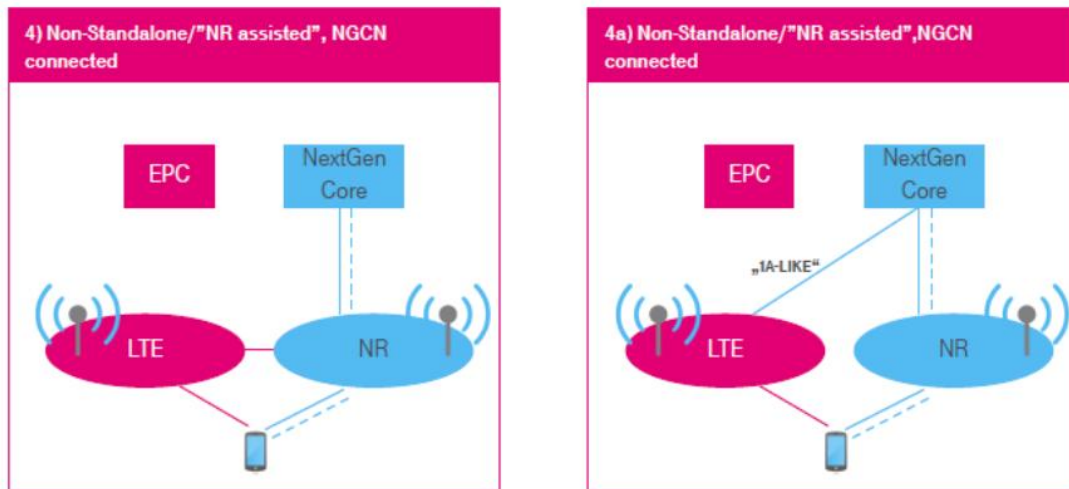 4) Non-Standalone/"NR assisted", NGCN
connected
EPC
NextGen
Core
LTE
NR
4a) Non-Standalone/"NR assisted",NGCN
connected
EPC
NextGen
Core
„1A-LIKE“
LTE
NR